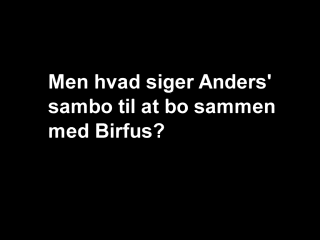 Men hvad siger Anders'
sambo til at bo sammen
med Birfus?